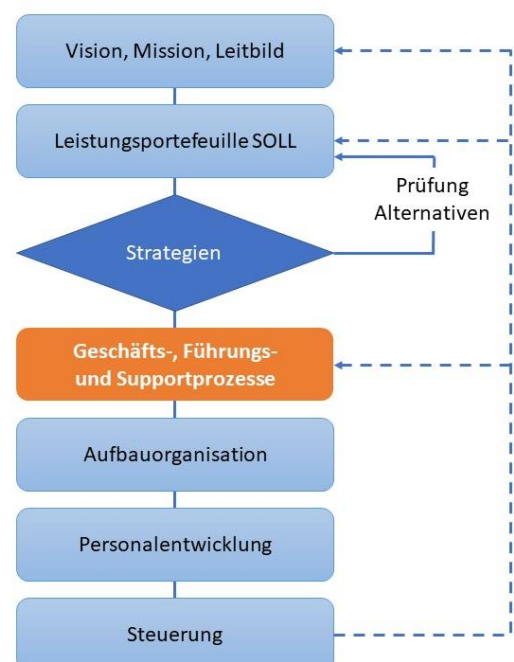 Vision, Mission, Leitbild
Leistungsportefeuille SOLL
Prüfung
Alternativen
Strategien
Geschäfts-, Führungs-
und Supportprozesse
Aufbauorganisation
Personalentwicklung
Steuerung